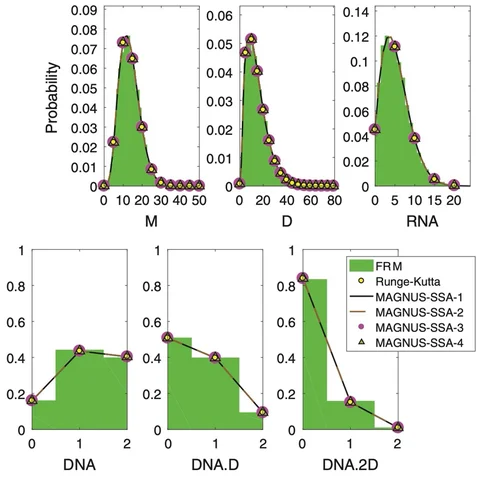 Probability
0.09
0.08
0.07
0.06
0.05
0.04
0.03
0.02
0.01
0
0 10 20 30 40 50
M
0.06
0.05
0.04
0.03
0.02
0.01
0
0 20 40 60 80
D
0.14
0.12
0.1
0.08
0.06
0.04
0.02
0
0 5 10 15 20
RNA
1
0.8
0.6
0.4
0.2
0
0 1 2
DNA
1
0.8
0.6
0.4
0.2
0
0 1 2
DNA.D
1
0.8
0.6
0.4
0.2
0
0 1 2
DNA.2D
FRM
Runge-Kutta
MAGNUS-SSA-1
MAGNUS-SSA-2
MAGNUS-SSA-3
MAGNUS-SSA-4